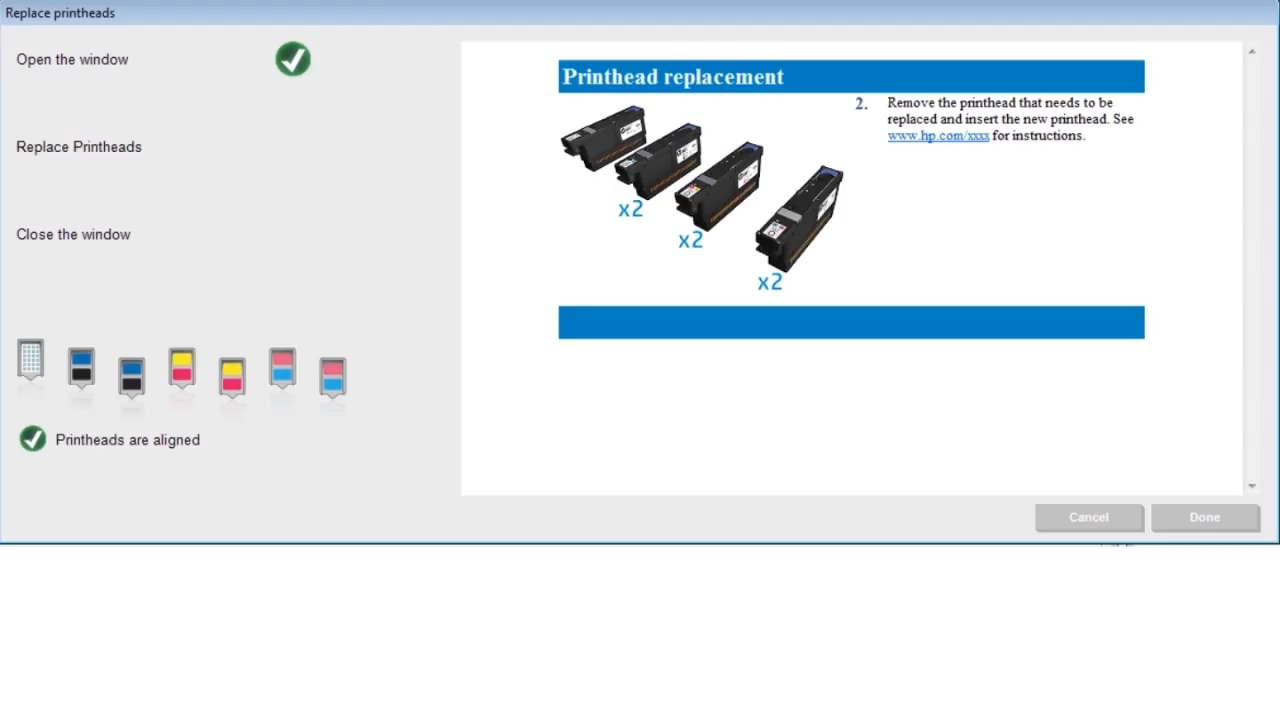 Replace printheads
Open the window
Replace Printheads
Close the window
Printheads are aligned
Printhead replacement
2. Remove the printhead that needs to be
replaced and insert the new printhead. See
www.hp.com/xxxx for instructions.
x2
x2
x2
Cancel
Done